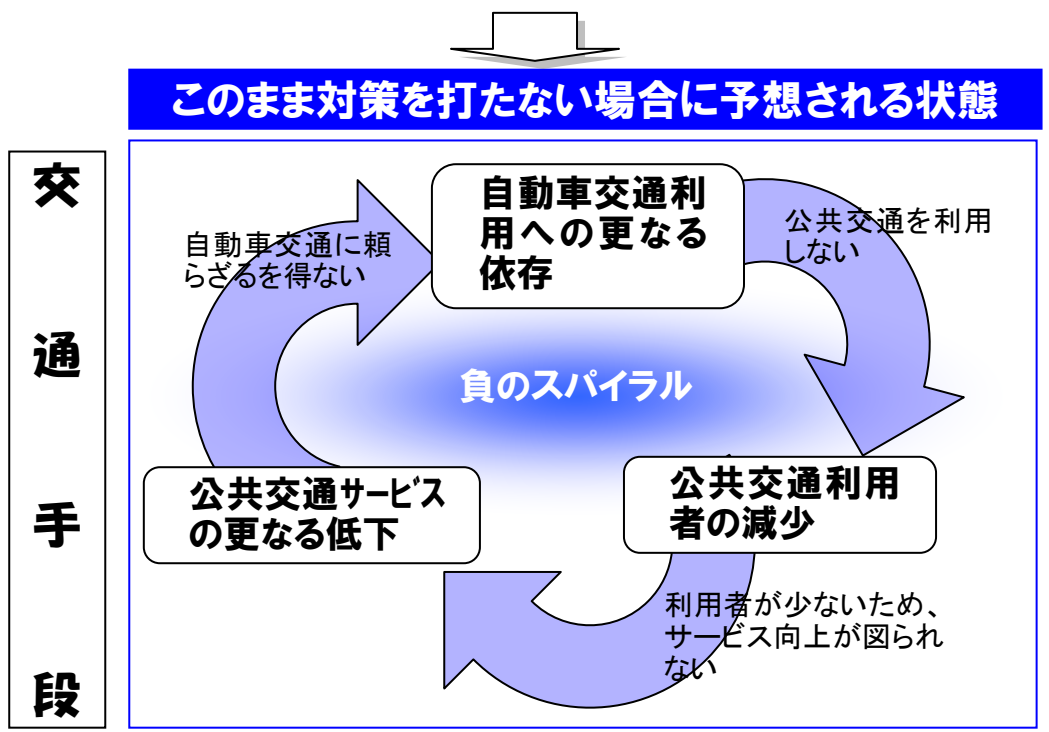 このまま対策を打たない場合に予想される状態
交通手段
自動車交通利
用への更なる
依存
公共交通を利用
しない
自動車交通に頼
らざるを得ない
負のスパイラル
公共交通サービス
の更なる低下
公共交通利用
者の減少
利用者が少ないため、
サービス向上が図られ
ない